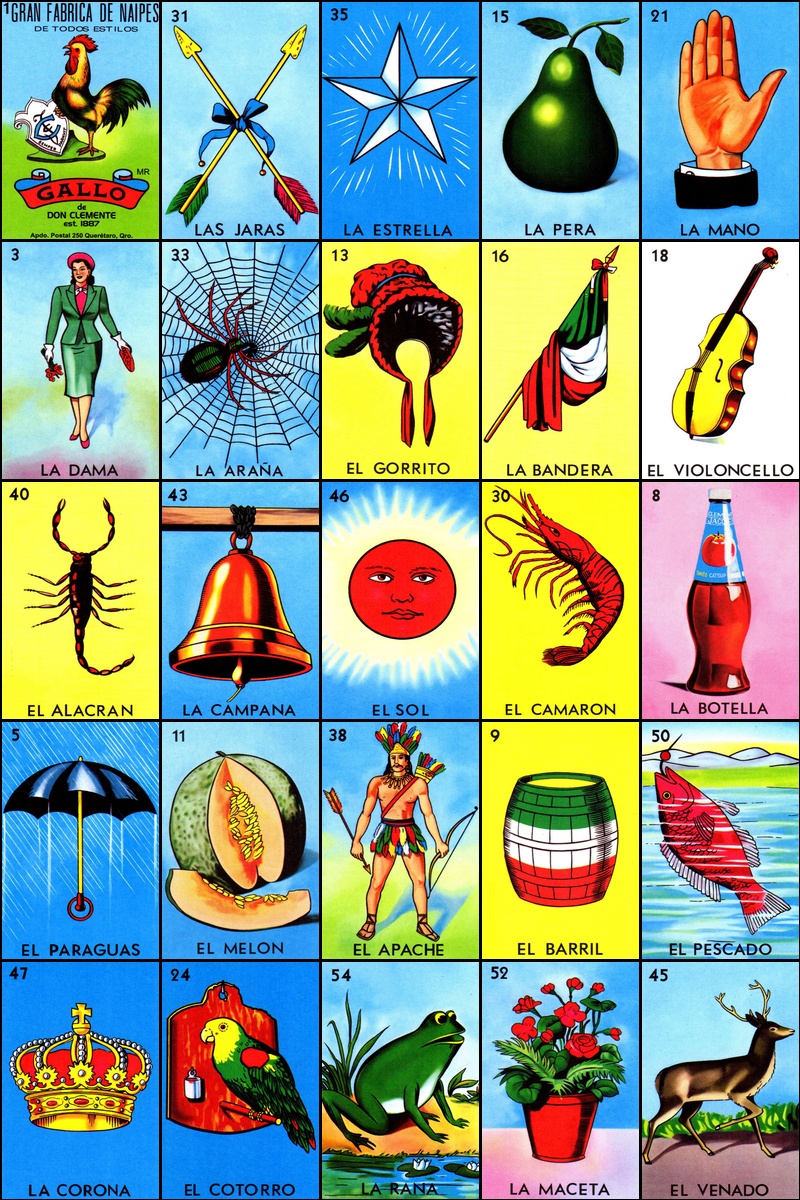 1
GRAN FABRICA DE NAIPES
DE TODOS ESTILOS
MR
GALLO
de
DON CLEMENTE
est. 1887
Apdo. Postal 250 Querétaro, Qro.
31
LAS JARAS
35
LA ESTRELLA
15
LA PERA
21
LA MANO
3
LA DAMA
33
LA ARAÑA
13
EL GORRITO
16
LA BANDERA
18
EL VIOLONCELLO
40
EL ALACRAN
43
LA CAMPANA
46
EL SOL
30
EL CAMARON
8
LA BOTELLA
5
EL PARAGUAS
11
EL MELON
38
EL APACHE
9
EL BARRIL
50
EL PESCADO
47
LA CORONA
24
EL COTORRO
54
LA RANA
52
LA MACETA
45
EL VENADO